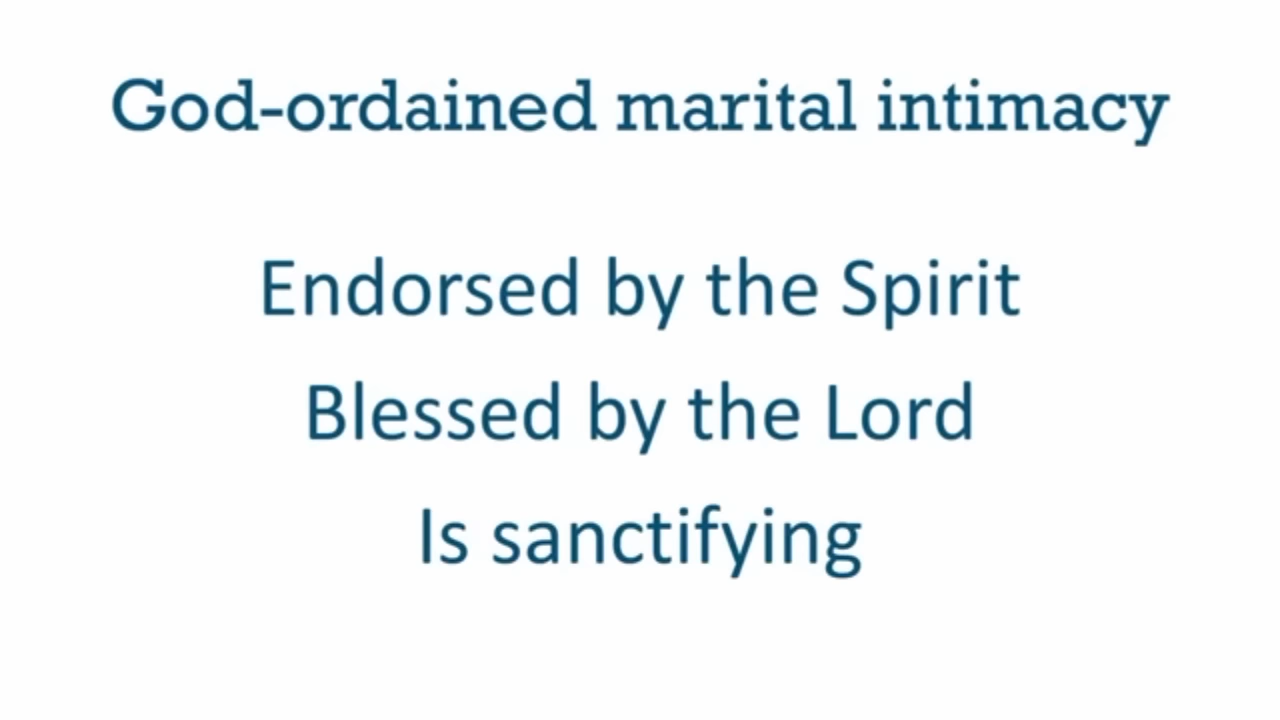 God-ordained marital intimacy
Endorsed by the Spirit
Blessed by the Lord
Is sanctifying